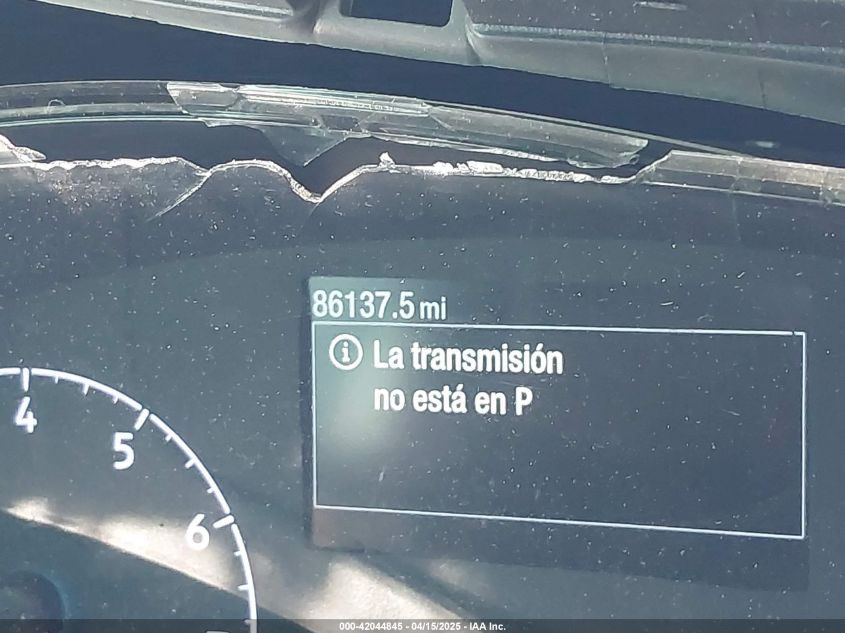 86137.5 mi
La transmisión
no está en P
4
5
6
000-42044845 - 04/15/2025 - IAA Inc.